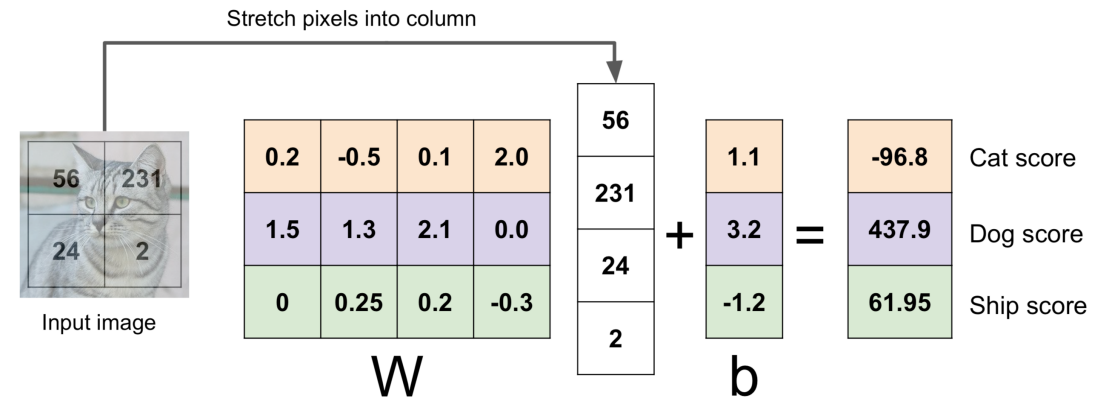 Stretch pixels into column
56 231
24 2
Input image
0.2 -0.5 0.1 2.0
1.5 1.3 2.1 0.0
0 0.25 0.2 -0.3
W
56
231
24
2
+
1.1
3.2
-1.2
b
=
-96.8 Cat score
437.9 Dog score
61.95 Ship score